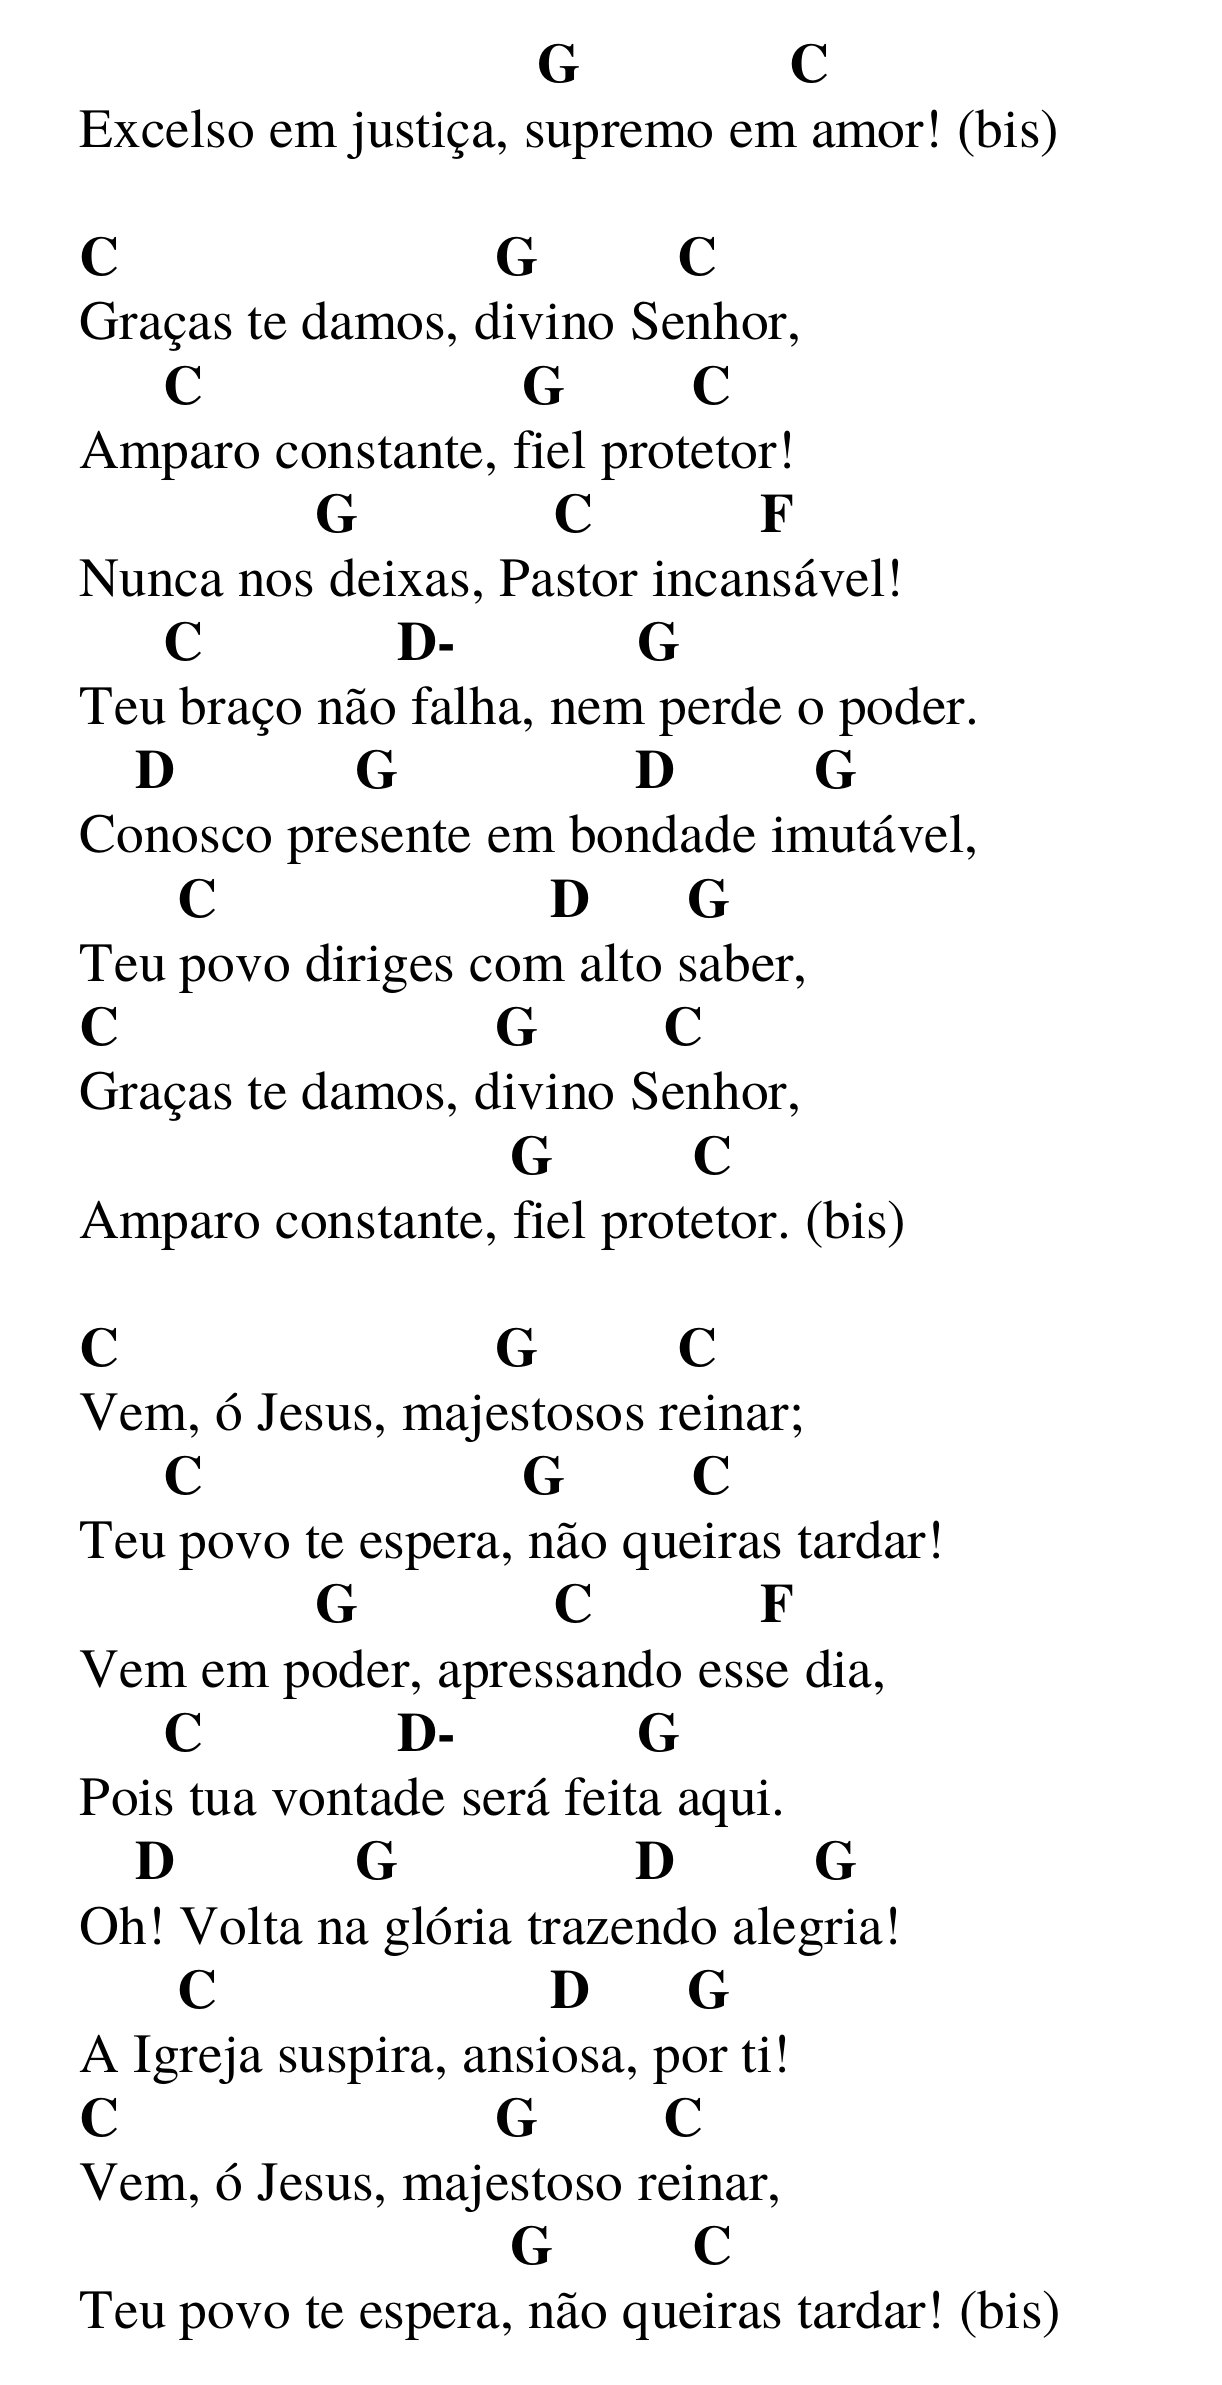 G C
Excelso em justiça, supremo em amor! (bis)
C G C
Graças te damos, divino Senhor,
C G C
Amparo constante, fiel protetor!
G C F
Nunca nos deixas, Pastor incansável!
C D- G
Teu braço não falha, nem perde o poder.
D G D G
Conosco presente em bondade imutável,
C D G
Teu povo diriges com alto saber,
C G C
Graças te damos, divino Senhor,
G C
Amparo constante, fiel protetor. (bis)
C G C
Vem, ó Jesus, majestosos reinar;
C G C
Teu povo te espera, não queiras tardar!
G C F
Vem em poder, apressando esse dia,
C D- G
Pois tua vontade será feita aqui.
D G D G
Oh! Volta na glória trazendo alegria!
C D G
A Igreja suspira, ansiosa, por ti!
C G C
Vem, ó Jesus, majestoso reinar,
G C
Teu povo te espera, não queiras tardar! (bis)